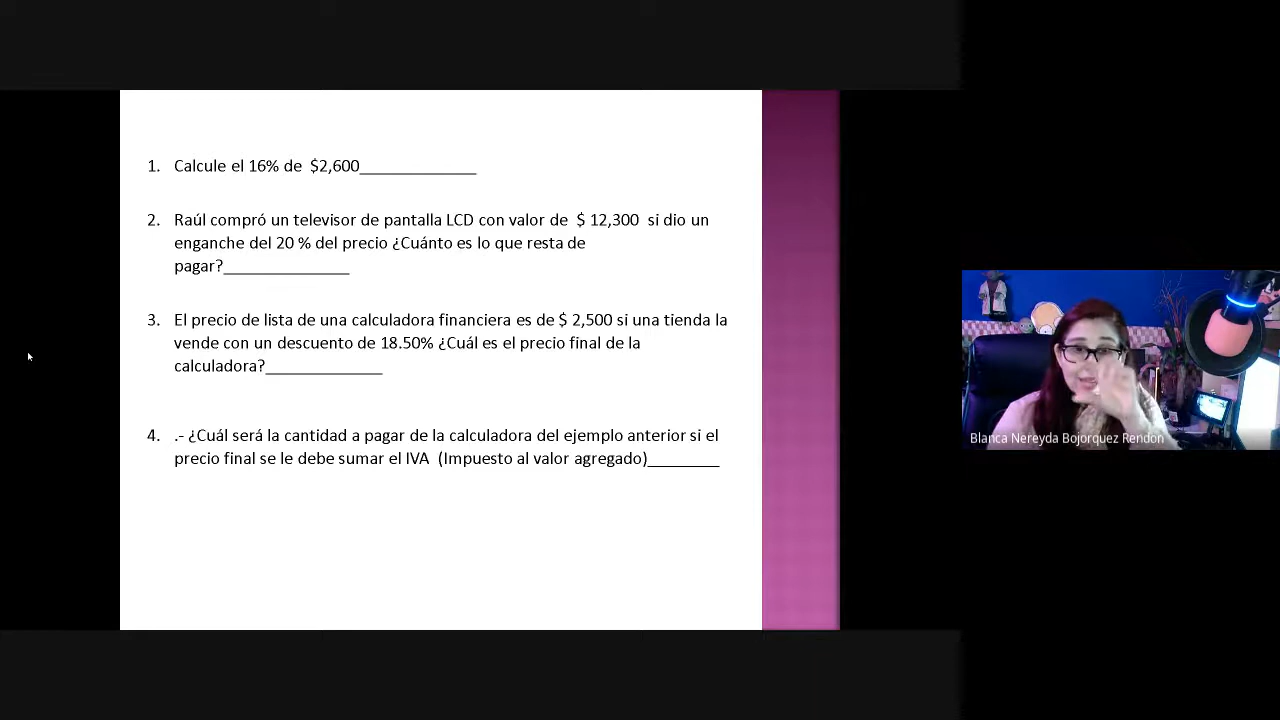 1. Calcule el 16% de $2,600______________
2. Raúl compró un televisor de pantalla LCD con valor de $ 12,300 si dio un
enganche del 20 % del precio ¿Cuánto es lo que resta de
pagar?_______________
3. El precio de lista de una calculadora financiera es de $ 2,500 si una tienda la
vende con un descuento de 18.50% ¿Cuál es el precio final de la
calculadora?______________
4. .- ¿Cuál será la cantidad a pagar de la calculadora del ejemplo anterior si el
precio final se le debe sumar el IVA (Impuesto al valor agregado)________
Blanca Nereyda Bojorquez Rendon